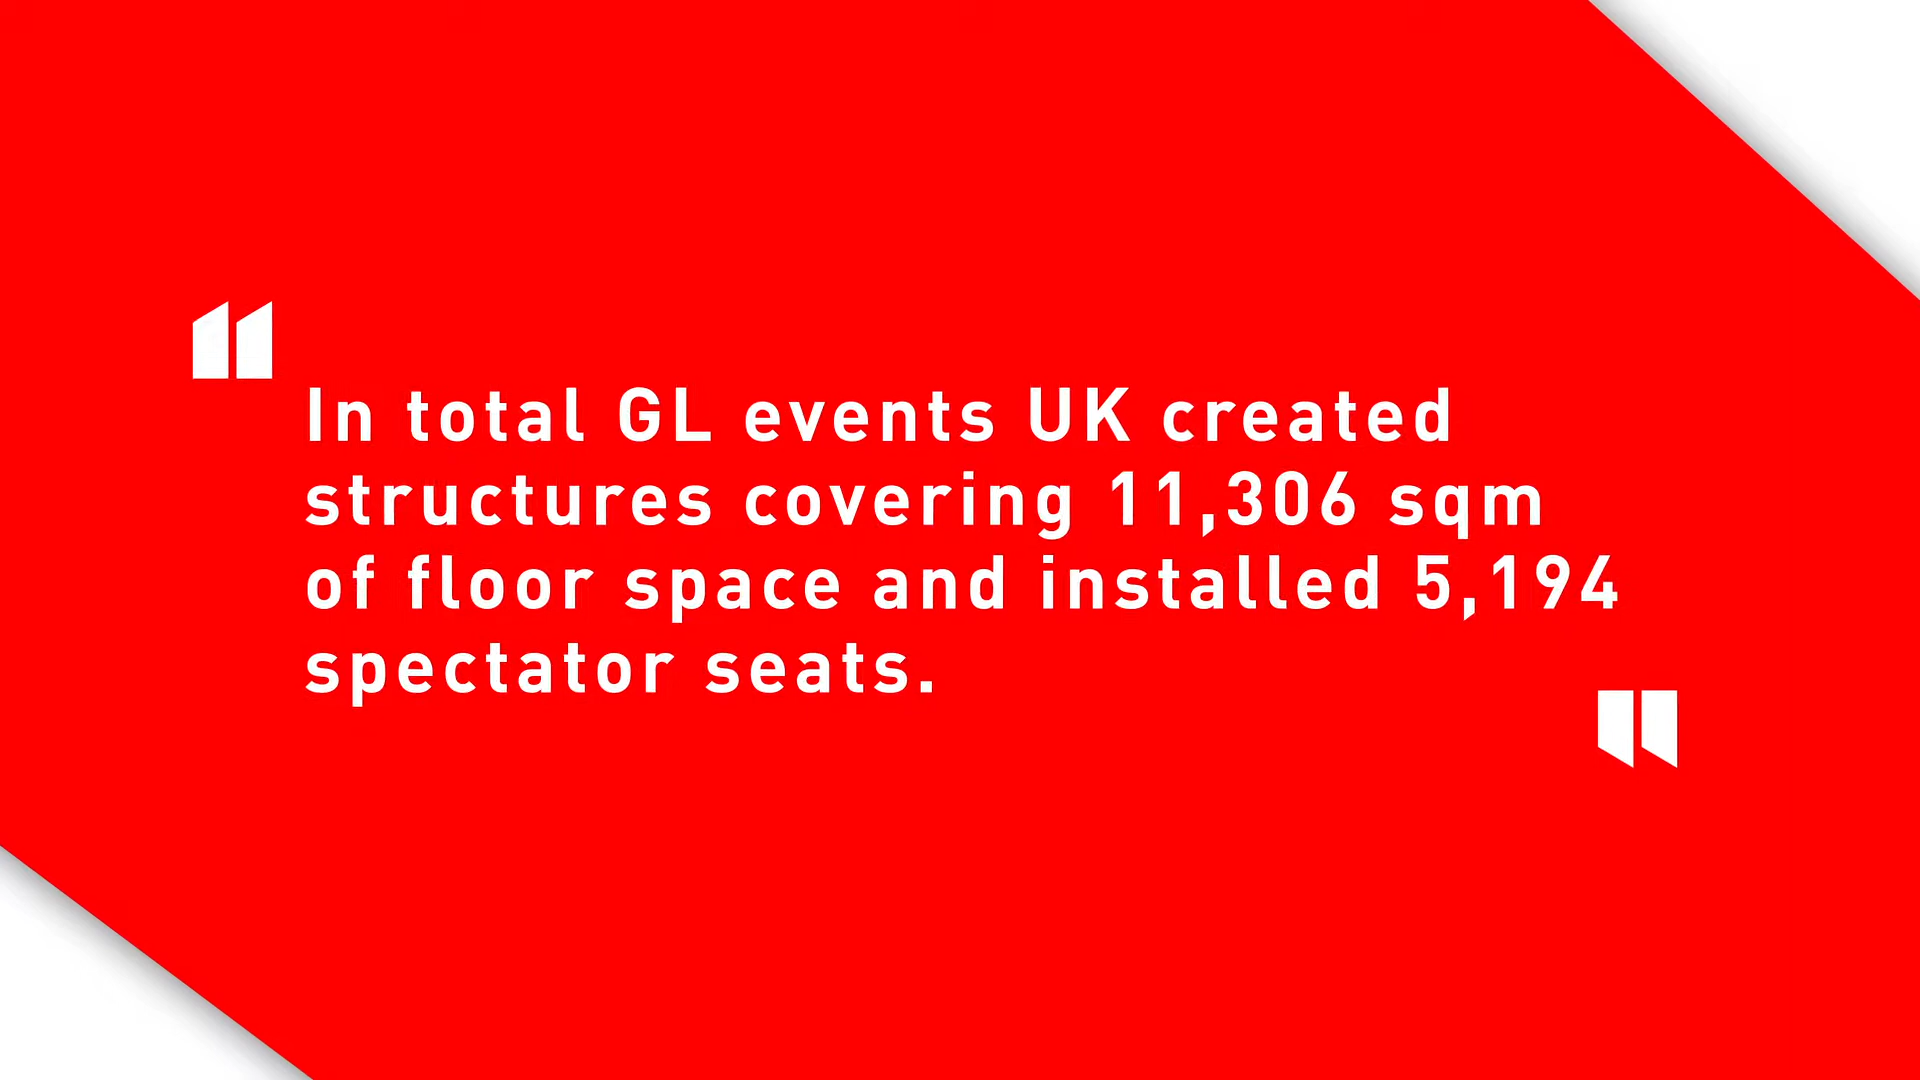 In total GL events UK created
structures covering 11,306 sqm
of floor space and installed 5,194
spectator seats.